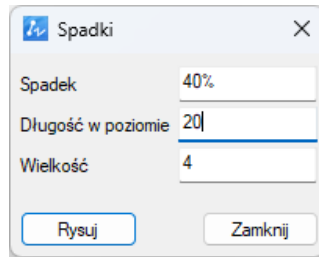 Spadki
Spadek 40%
Długość w poziomie 20
Wielkość 4
Rysuj Zamknij